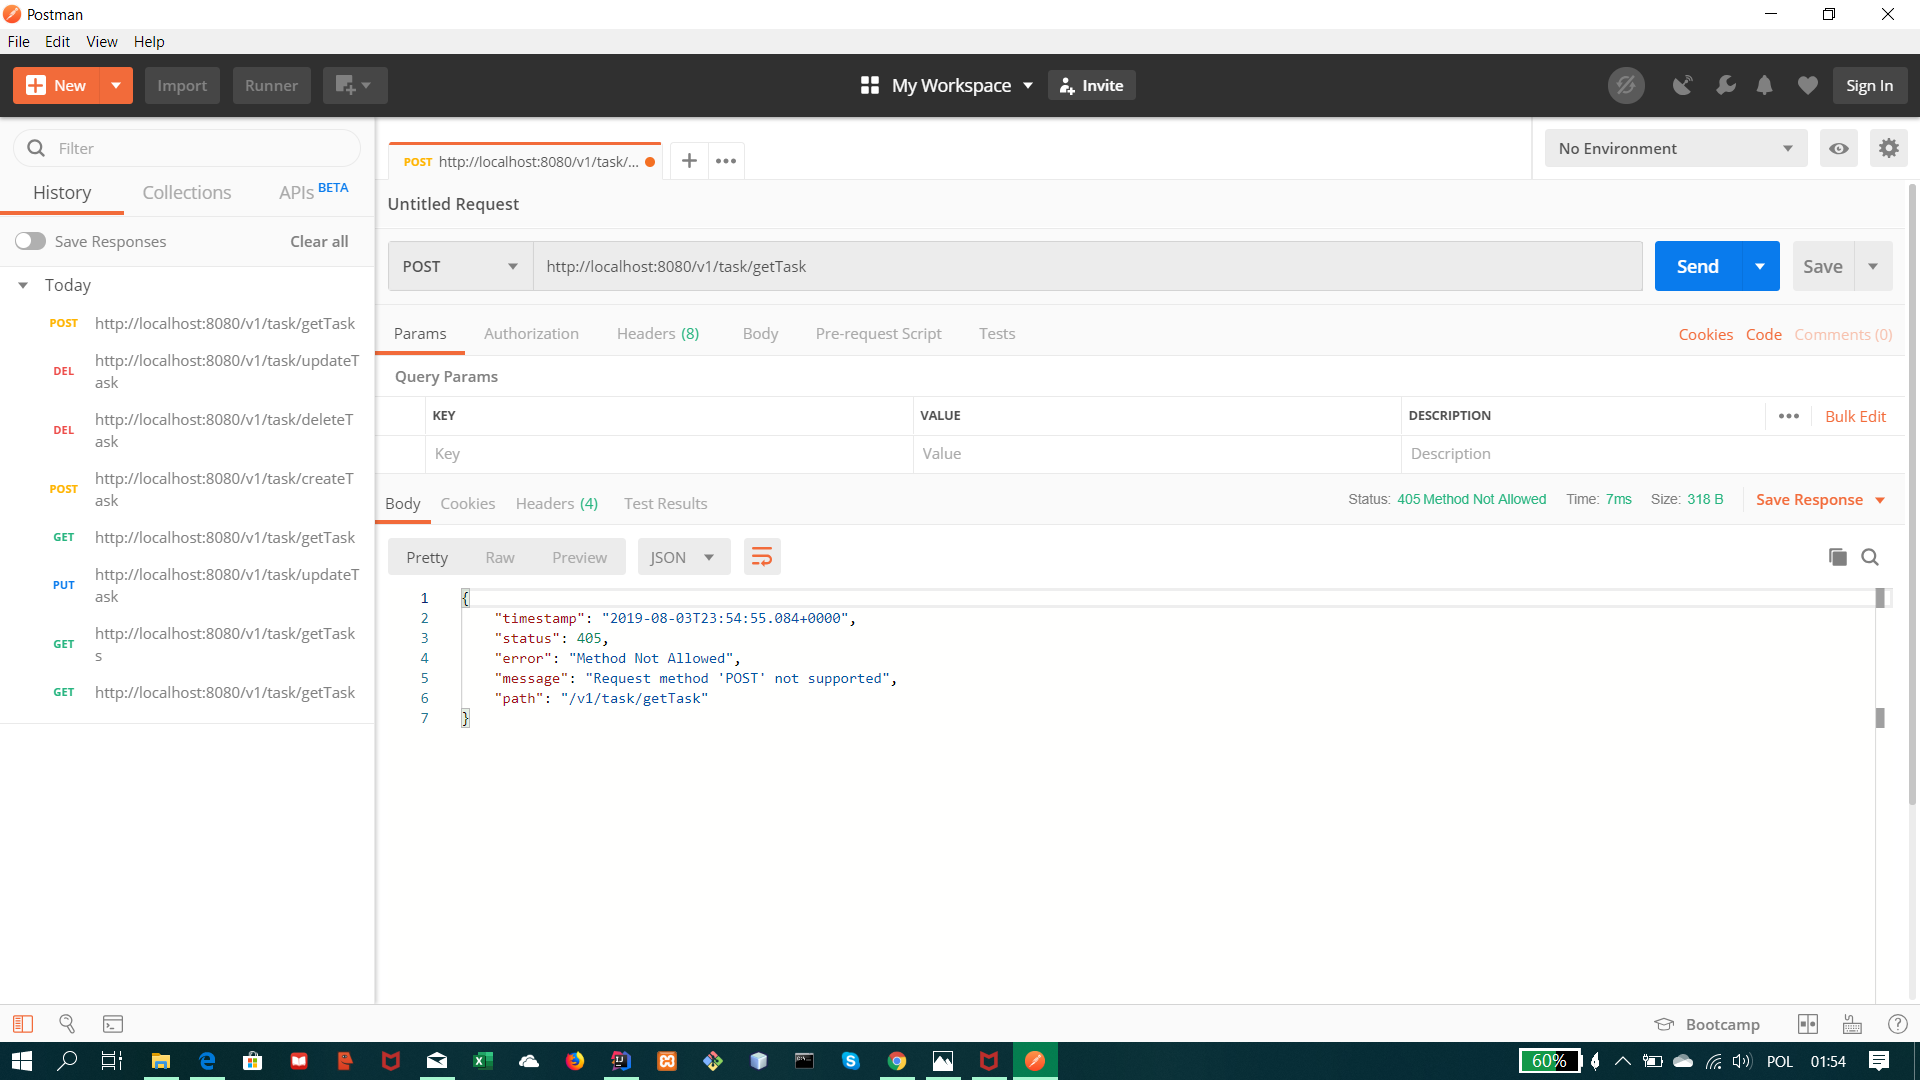 Postman
File Edit View Help
New Import Runner My Workspace Invite Sign In
Filter
History Collections APIs BETA
Save Responses Clear all
Today
POST http://localhost:8080/v1/task/getTask
DEL http://localhost:8080/v1/task/updateT
ask
DEL http://localhost:8080/v1/task/deleteT
ask
POST http://localhost:8080/v1/task/createT
ask
GET http://localhost:8080/v1/task/getTask
PUT http://localhost:8080/v1/task/updateT
ask
GET http://localhost:8080/v1/task/getTask
s
GET http://localhost:8080/v1/task/getTask
POST http://localhost:8080/v1/task/...
No Environment
Untitled Request
POST http://localhost:8080/v1/task/getTask Send Save
Params Authorization Headers (8) Body Pre-request Script Tests Cookies Code Comments (0)
Query Params
KEY VALUE DESCRIPTION Bulk Edit
Key Value Description
Body Cookies Headers (4) Test Results Status: 405 Method Not Allowed Time: 7ms Size: 318 B Save Response
Pretty Raw Preview JSON
1 {
2 "timestamp": "2019-08-03T23:54:55.084+0000",
3 "status": 405,
4 "error": "Method Not Allowed",
5 "message": "Request method 'POST' not supported",
6 "path": "/v1/task/getTask"
7 }
Bootcamp
60% POL 01:54